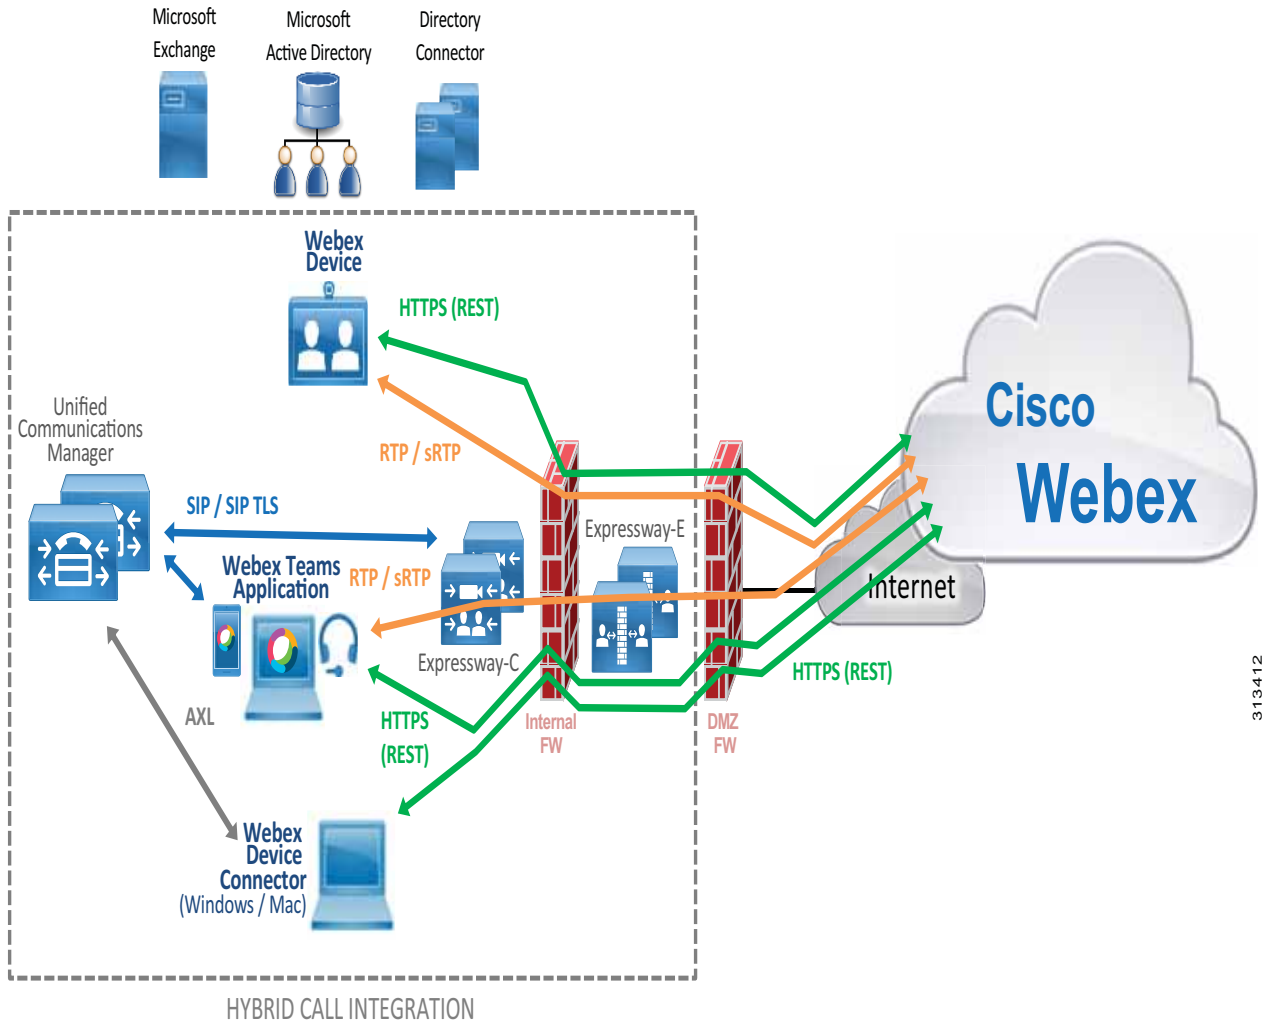 Microsoft
Exchange
Microsoft
Active Directory
Directory
Connector
Webex
Device
HTTPS (REST)
Unified
Communications
Manager
RTP / sRTP
SIP / SIP TLS
Expressway-E
Webex Teams
Application
RTP / sRTP
Cisco
Webex
Internet
Expressway-C
HTTPS (REST)
AXL
HTTPS
(REST)
Internal
FW
DMZ
FW
Webex
Device
Connector
(Windows / Mac)
HYBRID CALL INTEGRATION
313412